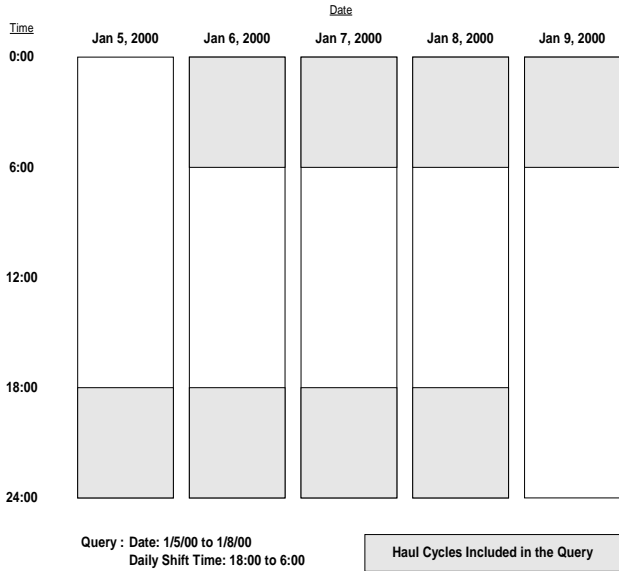 Date
Time
Jan 5, 2000 Jan 6, 2000 Jan 7, 2000 Jan 8, 2000 Jan 9, 2000
0:00
6:00
12:00
18:00
24:00
Query : Date: 1/5/00 to 1/8/00
Daily Shift Time: 18:00 to 6:00
Haul Cycles Included in the Query